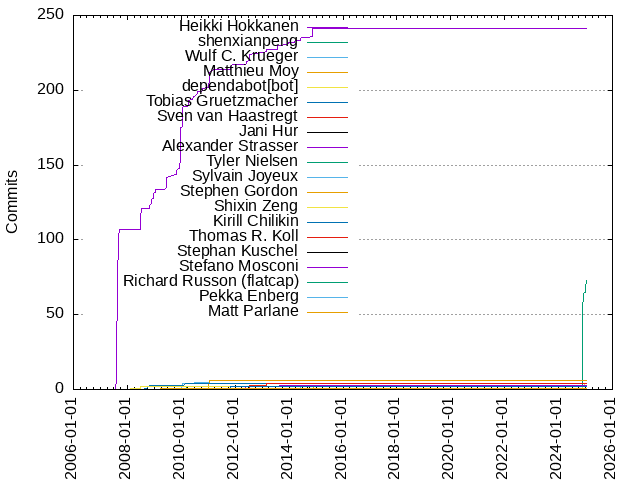 250
200
150
100
50
0
Commits
Heikki Hokkanen
shenxianpeng
Wulf C. Krueger
Matthieu Moy
dependabot[bot]
Tobias Gruetzmacher
Sven van Haastregt
Jani Hur
Alexander Strasser
Tyler Nielsen
Sylvain Joyeux
Stephen Gordon
Shixin Zeng
Kirill Chilikin
Thomas R. Koll
Stephan Kuschel
Stefano Mosconi
Richard Russon (flatcap)
Pekka Enberg
Matt Parlane
2006-01-01
2008-01-01
2010-01-01
2012-01-01
2014-01-01
2016-01-01
2018-01-01
2020-01-01
2022-01-01
2024-01-01
2026-01-01